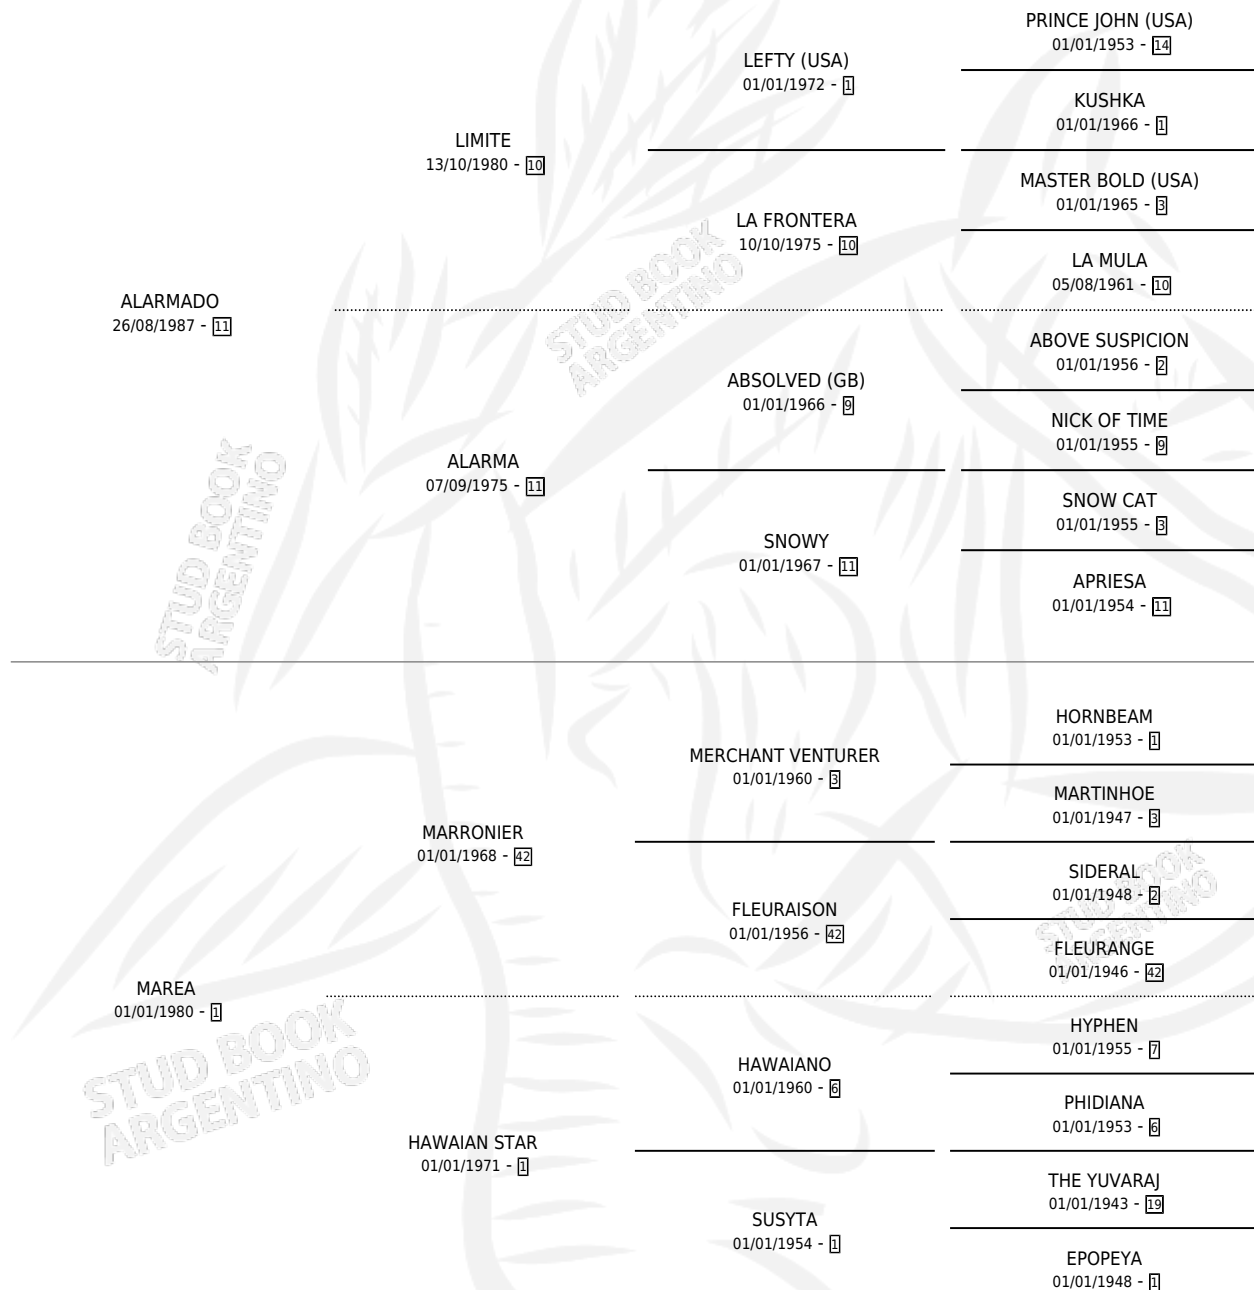 PRINCE JOHN (USA)
01/01/1953 - 14
LEFTY (USA)
01/01/1972 - 1
KUSHKA
01/01/1966 - 1
LIMITE
13/10/1980 - 10
MASTER BOLD (USA)
01/01/1965 - 3
LA FRONTERA
10/10/1975 - 10
LA MULA
05/08/1961 - 10
ALARMADO
26/08/1987 - 11
STUD BOOK
ARGENTINO
ABOVE SUSPICION
01/01/1956 - 2
ABSOLVED (GB)
01/01/1966 - 9
NICK OF TIME
01/01/1955 - 9
ALARMA
07/09/1975 - 11
SNOW CAT
01/01/1955 - 3
SNOWY
01/01/1967 - 11
APRIESA
01/01/1954 - 11
STUD BOOK
ARGENTINO
HORNBEAM
01/01/1953 - 1
MERCHANT VENTURER
01/01/1960 - 3
MARTINHOE
01/01/1947 - 3
MARRONIER
01/01/1968 - 42
SIDERAL
01/01/1948 - 2
FLEURAISON
01/01/1956 - 42
STUD BOOK
ARGENTINO
FLEURANGE
01/01/1946 - 42
MAREA
01/01/1980 - 1
HYPHEN
01/01/1955 - 7
HAWAIANO
01/01/1960 - 6
STUD BOOK
ARGENTINO
PHIDIANA
01/01/1953 - 6
HAWAIAN STAR
01/01/1971 - 1
THE YUVARAJ
01/01/1943 - 19
SUSYTA
01/01/1954 - 1
EPOPEYA
01/01/1948 - 1